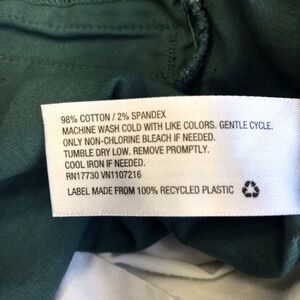 98% COTTON / 2% SPANDEX
MACHINE WASH COLD WITH LIKE COLORS. GENTLE CYCLE.
ONLY NON-CHLORINE BLEACH IF NEEDED.
TUMBLE DRY LOW. REMOVE PROMPTLY.
COOL IRON IF NEEDED.
RN17730 VN1107216
LABEL MADE FROM 100% RECYCLED PLASTIC